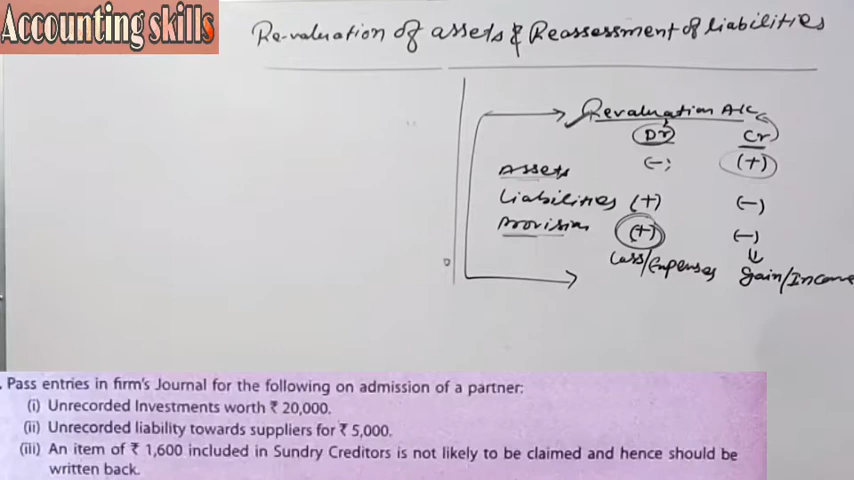 Accounting skills
Re-valuation of assets & Reassessment of liabilities
Revaluation A/C
Dr Cr
Assets (-) (+)
Liabilities (+) (-)
Provision (+) (-)
Loss/Expenses Gain/Income
. Pass entries in firm's Journal for the following on admission of a partner:
(i) Unrecorded Investments worth ₹ 20,000.
(ii) Unrecorded liability towards suppliers for ₹ 5,000.
(iii) An item of ₹ 1,600 included in Sundry Creditors is not likely to be claimed and hence should be
written back.